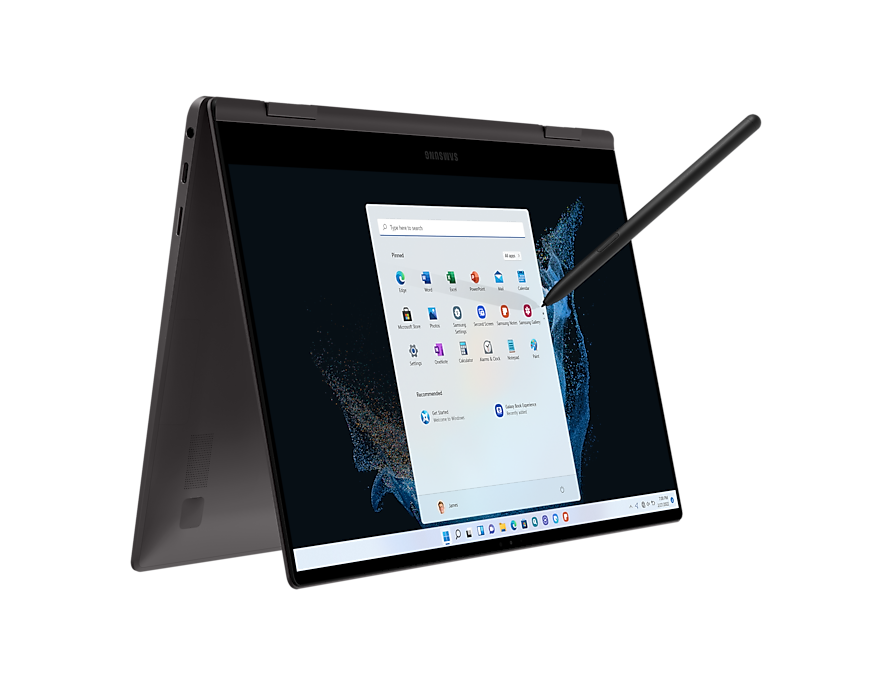 SAMSUNG
Type here to search
Pinned
All apps
Edge
Word
Excel
PowerPoint
Mail
Calendar
Microsoft Store
Photos
Samsung Settings
Second Screen
Samsung Notes
Samsung Gallery
Settings
OneNote
Calculator
Alarms & Clock
Notepad
Paint
Recommended
Get Started
Welcome to Windows
Galaxy Book Experience
Recently added
James